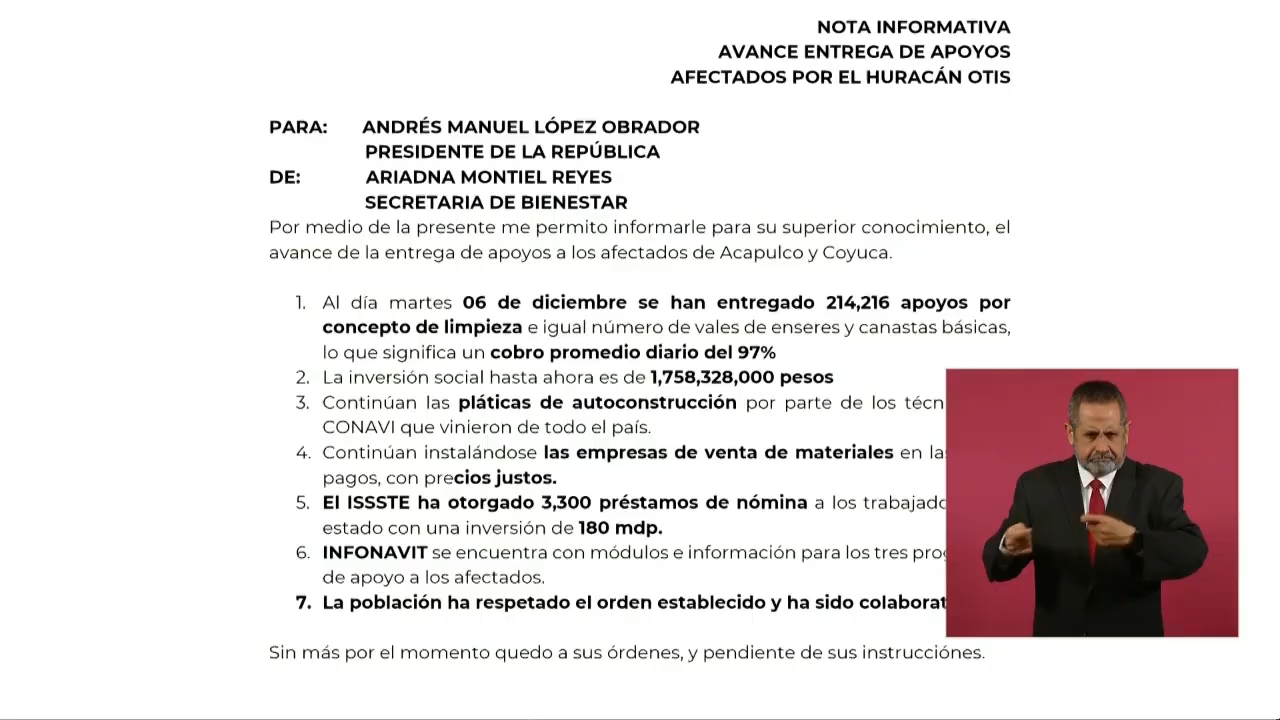 NOTA INFORMATIVA
AVANCE ENTREGA DE APOYOS
AFECTADOS POR EL HURACÁN OTIS
PARA: ANDRÉS MANUEL LÓPEZ OBRADOR
PRESIDENTE DE LA REPÚBLICA
DE: ARIADNA MONTIEL REYES
SECRETARIA DE BIENESTAR
Por medio de la presente me permito informarle para su superior conocimiento, el
avance de la entrega de apoyos a los afectados de Acapulco y Coyuca.
1. Al día martes 06 de diciembre se han entregado 214,216 apoyos por
concepto de limpieza e igual número de vales de enseres y canastas básicas,
lo que significa un cobro promedio diario del 97%
2. La inversión social hasta ahora es de 1,758,328,000 pesos
3. Continúan las pláticas de autoconstrucción por parte de los
CONAVI que vinieron de todo el país.
4. Continúan instalándose las empresas de venta de materiales en
pagos, con precios justos.
5. El ISSSTE ha otorgado 3,300 préstamos de nómina a los
estado con una inversión de 180 mdp.
6. INFONAVIT se encuentra con módulos e información para los tres
de apoyo a los afectados.
7. La población ha respetado el orden establecido y ha sido
Sin más por el momento quedo a sus órdenes, y pendiente de sus instrucciónes.